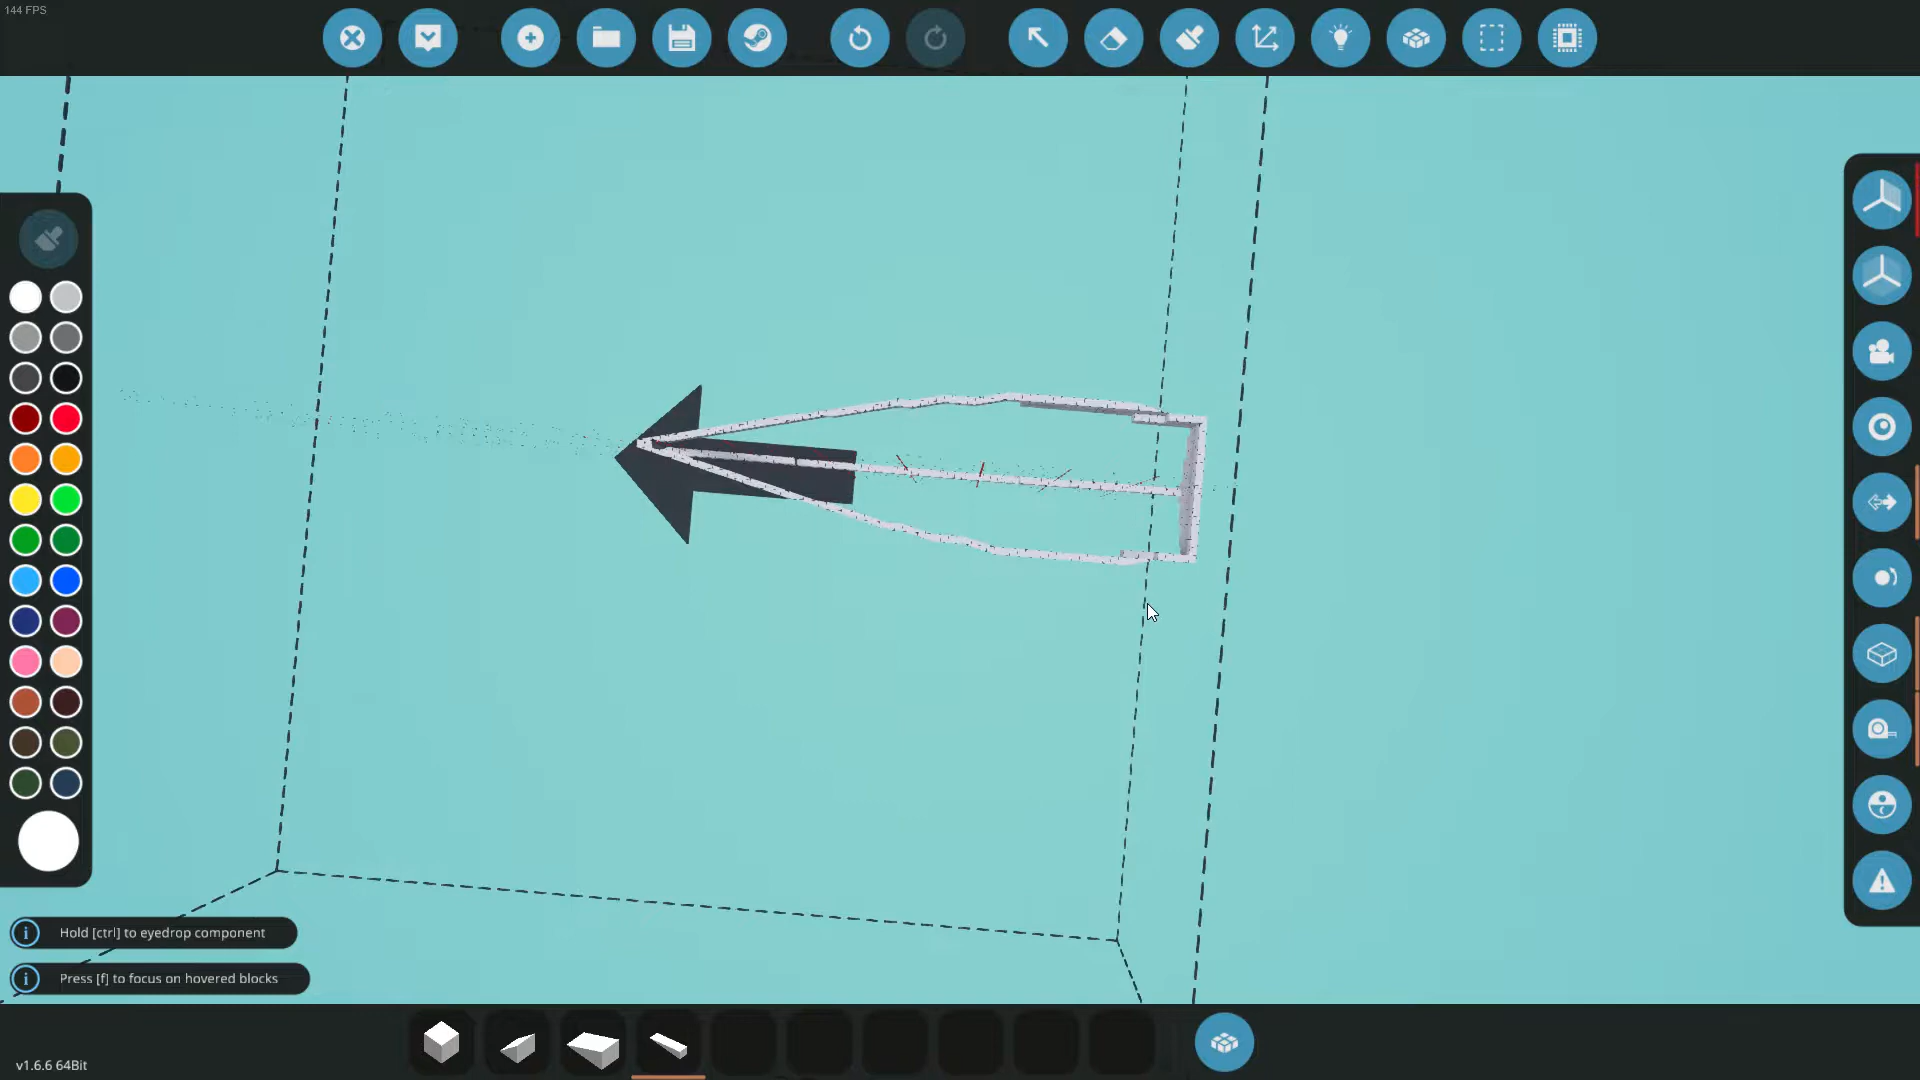 144 FPS
Hold [ctrl] to eyedrop component
Press [f] to focus on hovered blocks
v1.6.6 64Bit